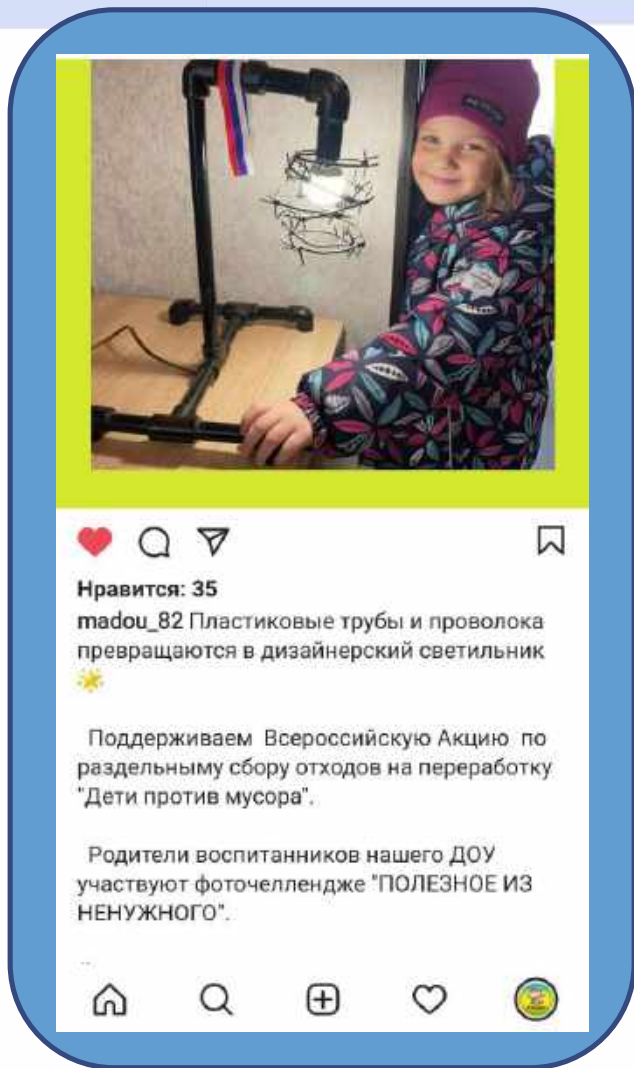 Нравится: 35
madou_82 Пластиковые трубы и проволока
превращаются в дизайнерский светильник
🌟
Поддерживаем Всероссийскую Акцию по
раздельныму сбору отходов на переработку
"Дети против мусора".
Родители воспитанников нашего ДОУ
участвуют фоточеллендже "ПОЛЕЗНОЕ ИЗ
НЕНУЖНОГО".
..